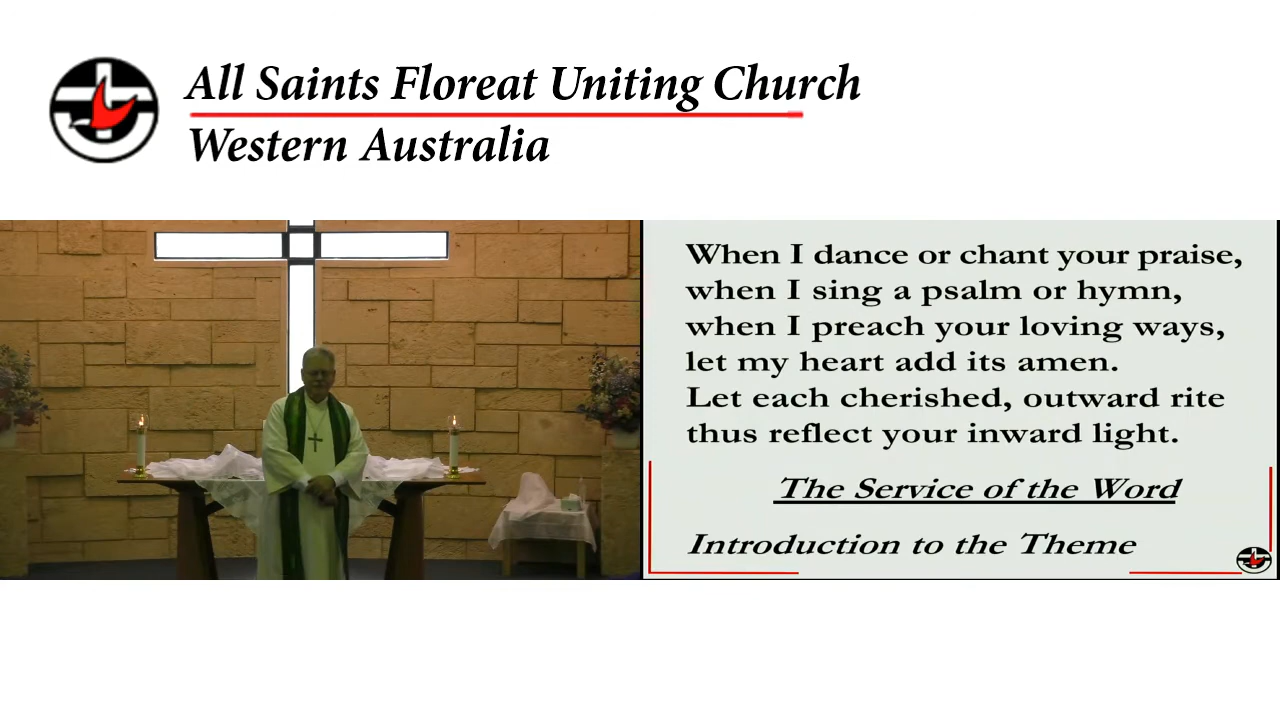 All Saints Floreat Uniting Church
Western Australia
When I dance or chant your praise,
when I sing a psalm or hymn,
when I preach your loving ways,
let my heart add its amen.
Let each cherished, outward rite
thus reflect your inward light.
The Service of the Word
Introduction to the Theme